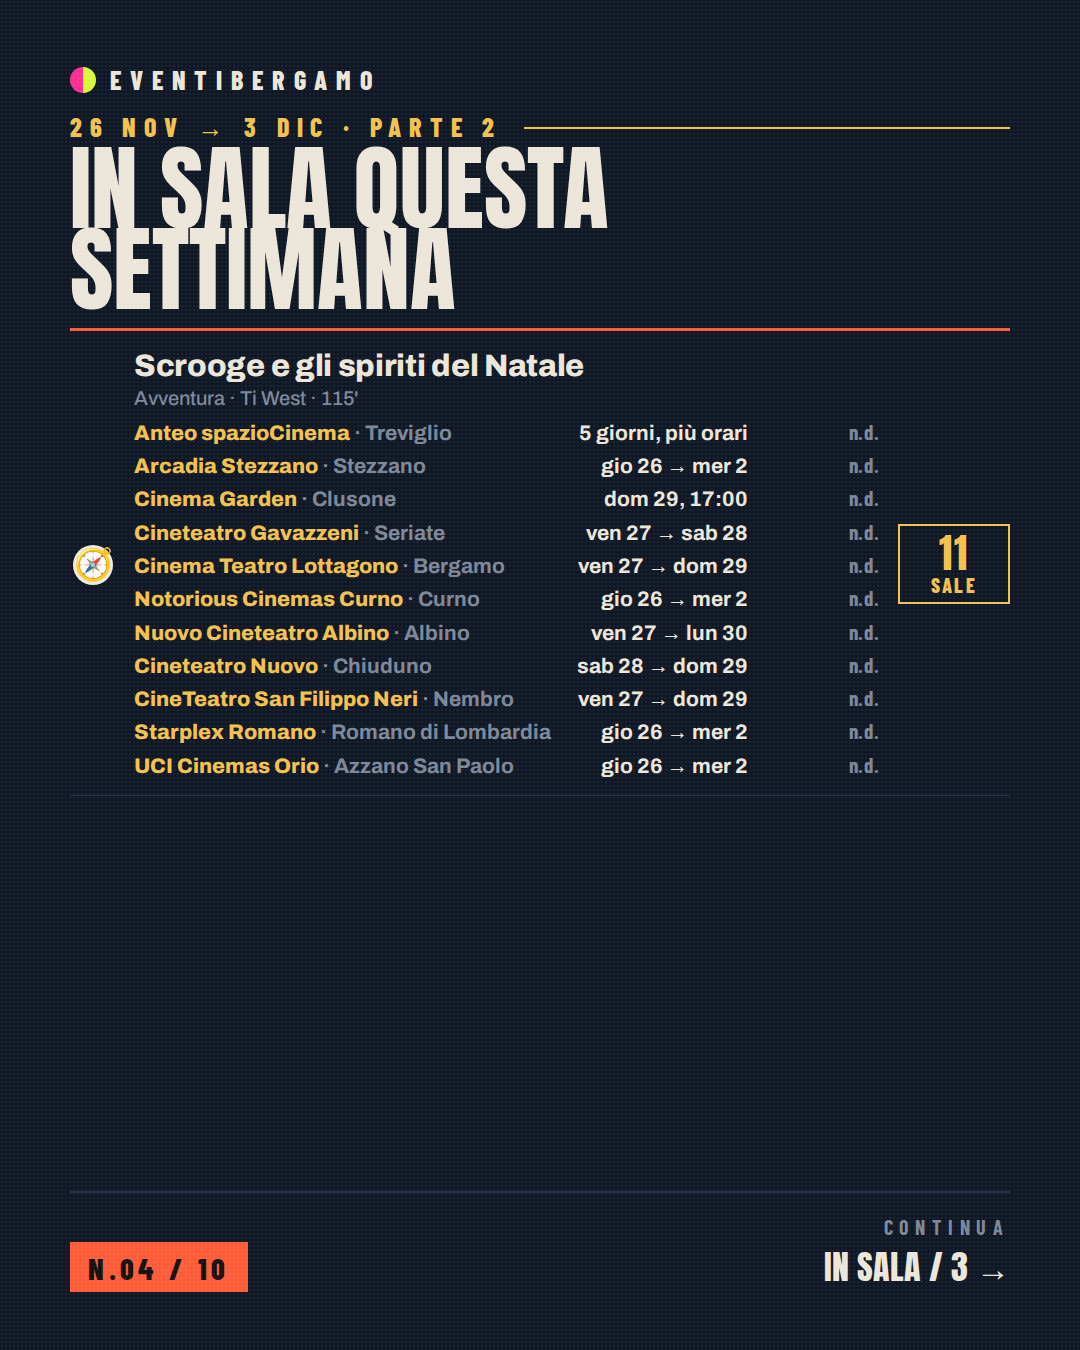 EVENTIBERGAMO
26 NOV → 3 DIC · PARTE 2
IN SALA QUESTA
SETTIMANA
Scrooge e gli spiriti del Natale
Avventura · Ti West · 115'
Anteo spazioCinema · Treviglio 5 giorni, più orari n.d.
Arcadia Stezzano · Stezzano gio 26 → mer 2 n.d.
Cinema Garden · Clusone dom 29, 17:00 n.d.
Cineteatro Gavazzeni · Seriate ven 27 → sab 28 n.d.
Cinema Teatro Lottagono · Bergamo ven 27 → dom 29 n.d.
Notorious Cinemas Curno · Curno gio 26 → mer 2 n.d.
Nuovo Cineteatro Albino · Albino ven 27 → lun 30 n.d.
Cineteatro Nuovo · Chiuduno sab 28 → dom 29 n.d.
CineTeatro San Filippo Neri · Nembro ven 27 → dom 29 n.d.
Starplex Romano · Romano di Lombardia gio 26 → mer 2 n.d.
UCI Cinemas Orio · Azzano San Paolo gio 26 → mer 2 n.d.
11
SALE
CONTINUA
N.04 / 10
IN SALA / 3 →